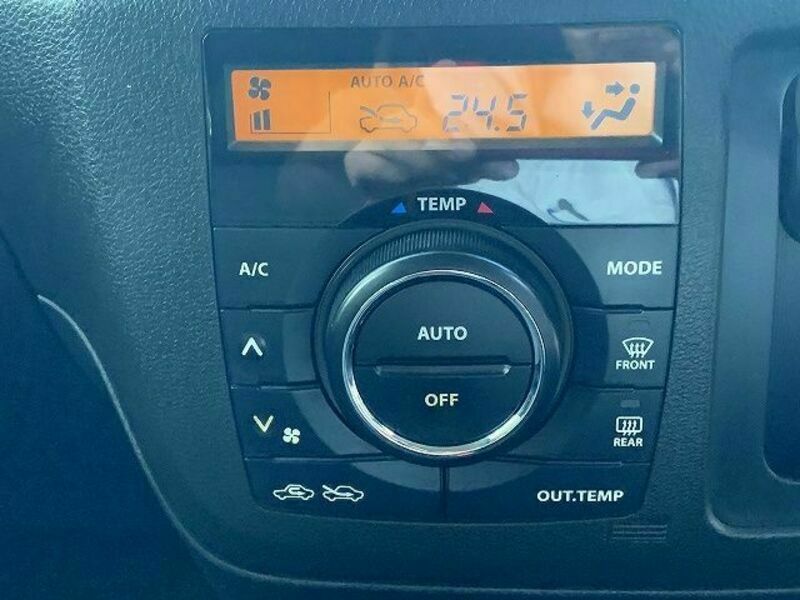 AUTO A/C
24.5
TEMP
A/C
MODE
AUTO
FRONT
OFF
REAR
OUT.TEMP